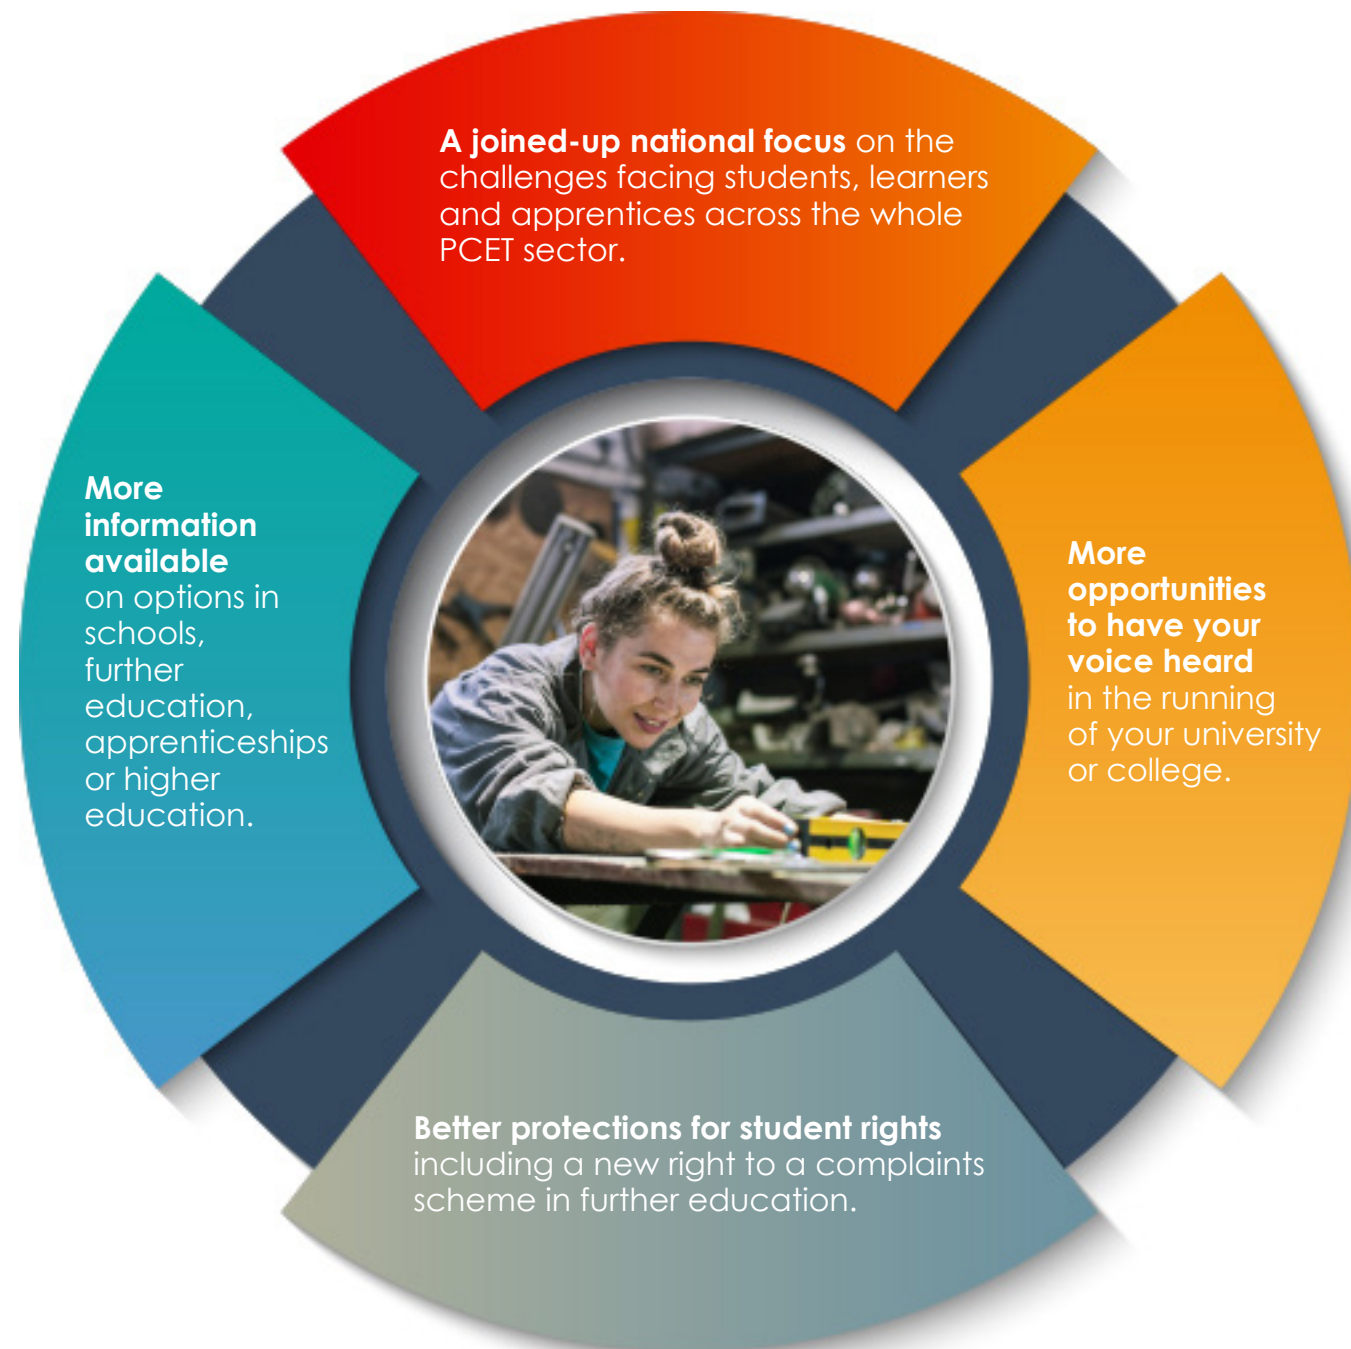 A joined-up national focus on the
challenges facing students, learners
and apprentices across the whole
PCET sector.
More
information
available
on options in
schools,
further
education,
apprenticeships
or higher
education.
More
opportunities
to have your
voice heard
in the running
of your university
or college.
Better protections for student rights
including a new right to a complaints
scheme in further education.